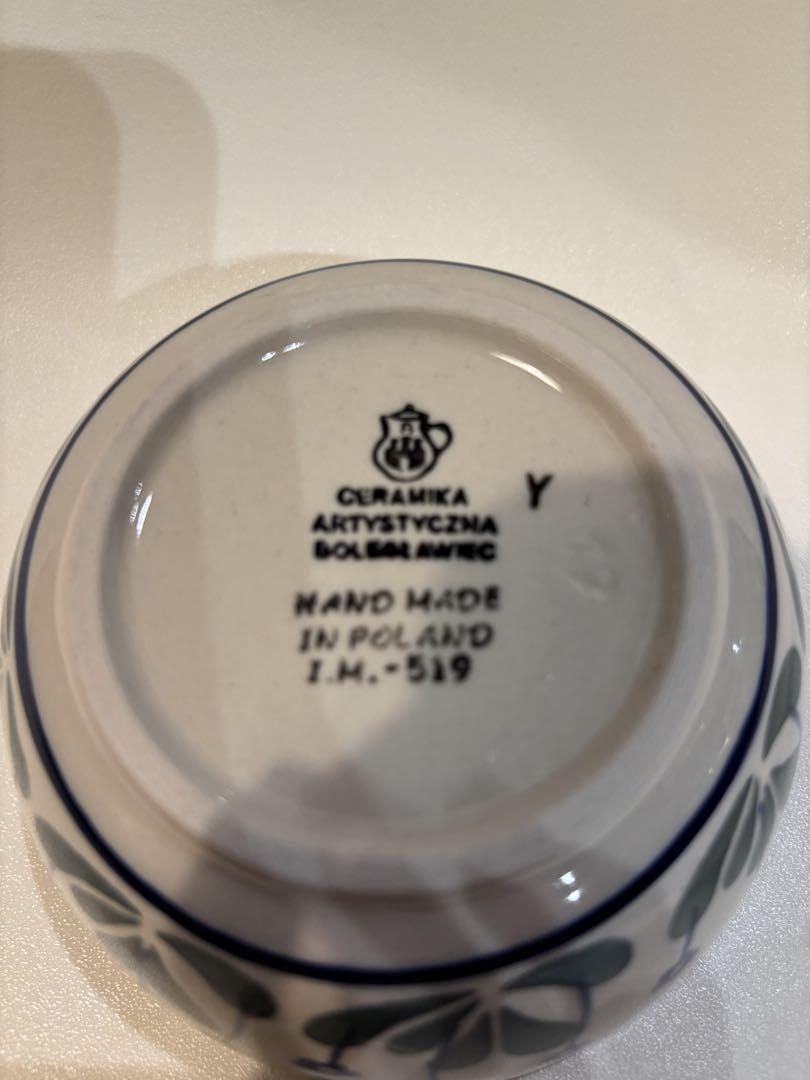 CERAMIKA
ARTYSTYCZNA
BOLESŁAWIEC
Y
HAND MADE
IN POLAND
I.M.-519